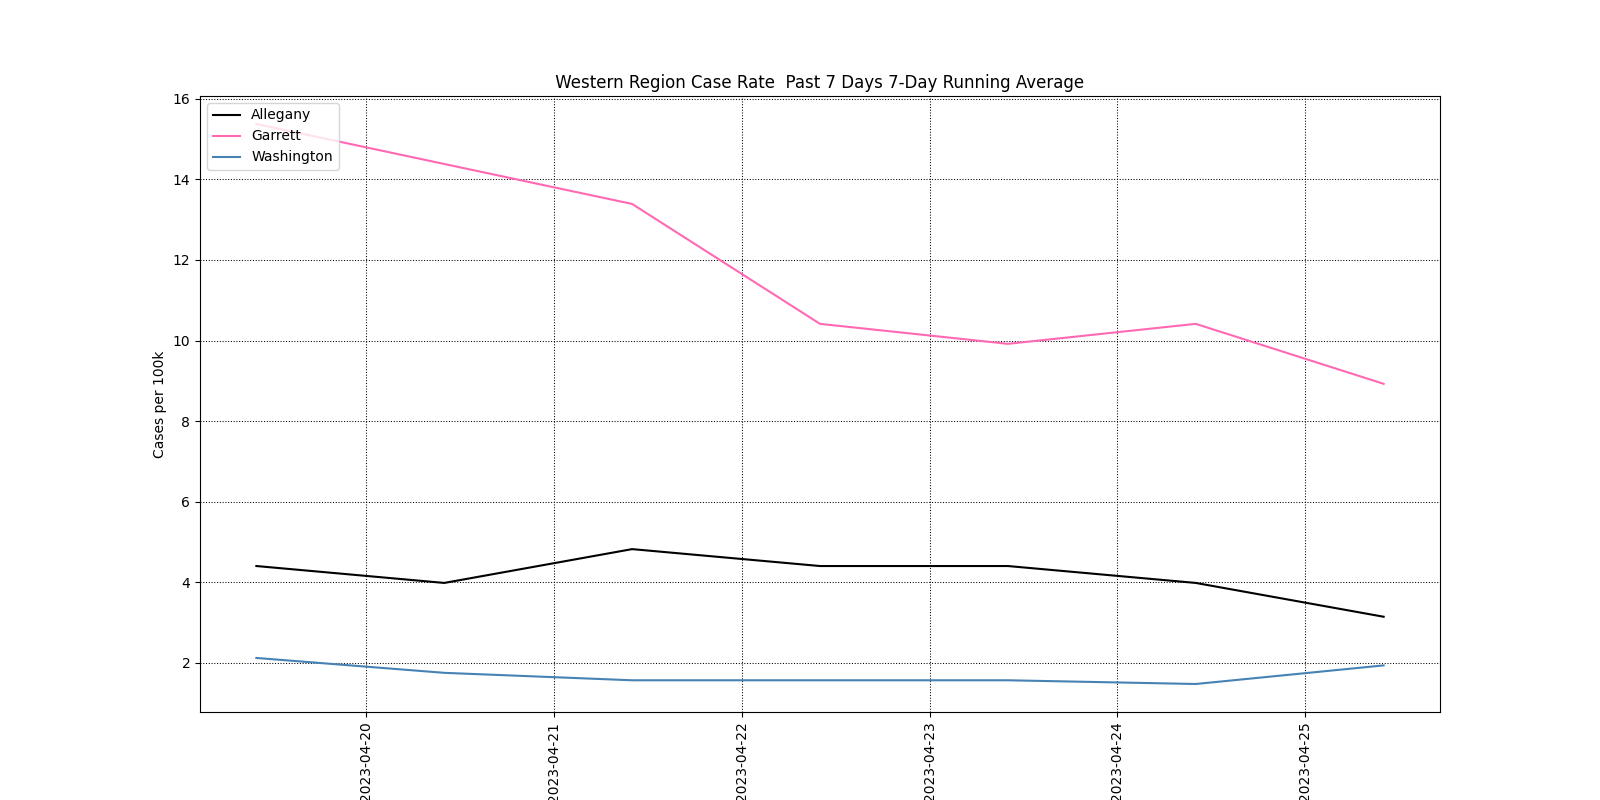 Western Region Case Rate  Past 7 Days 7-Day Running Average
Allegany
Garrett
Washington
Cases per 100k
16
14
12
10
8
6
4
2
2023-04-20
2023-04-21
2023-04-22
2023-04-23
2023-04-24
2023-04-25